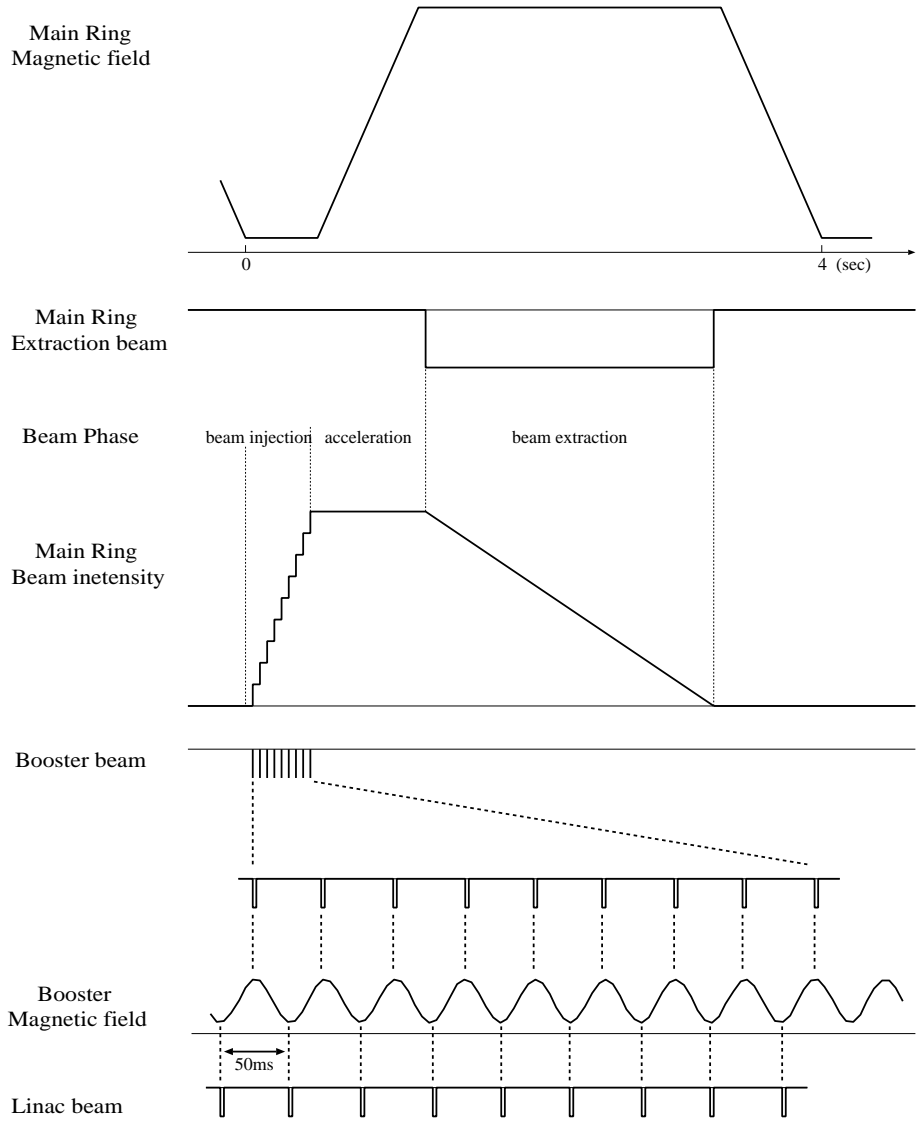 Main Ring
Magnetic field
0
4 (sec)
Main Ring
Extraction beam
Beam Phase
beam injection
acceleration
beam extraction
Main Ring
Beam inetensity
Booster beam
Booster
Magnetic field
50ms
Linac beam